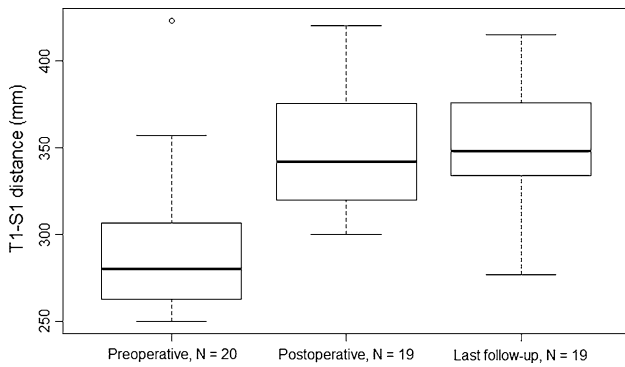 T1-S1 distance (mm)
400
350
300
250
Preoperative, N = 20
Postoperative, N = 19
Last follow-up, N = 19